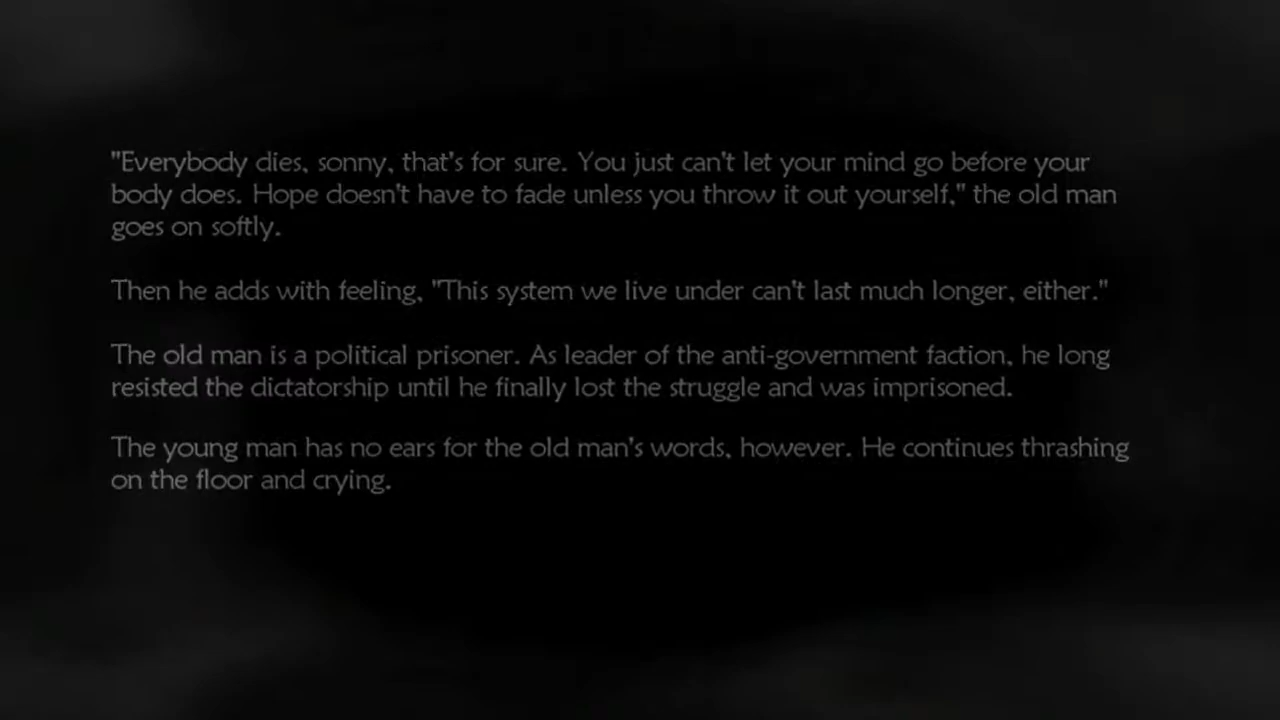 "Everybody dies, sonny, that's for sure. You just can't let your mind go before your
body does. Hope doesn't have to fade unless you throw it out yourself," the old man
goes on softly.
Then he adds with feeling, "This system we live under can't last much longer, either."
The old man is a political prisoner. As leader of the anti-government faction, he long
resisted the dictatorship until he finally lost the struggle and was imprisoned.
The young man has no ears for the old man's words, however. He continues thrashing
on the floor and crying.